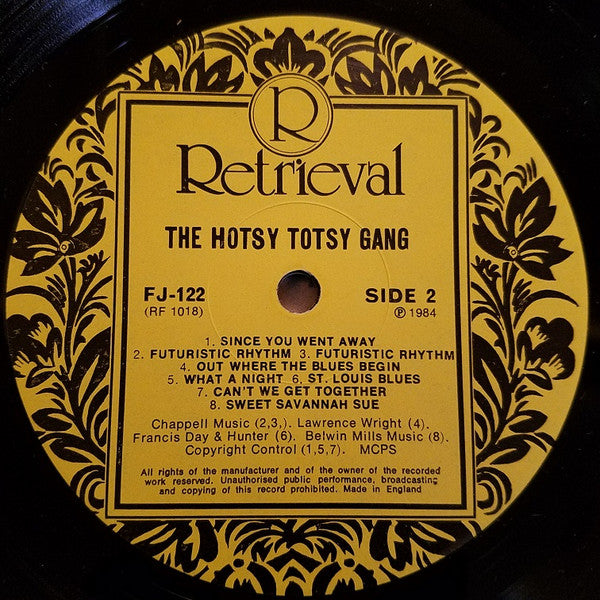 R
Retrieval
THE HOTSY TOTSY GANG
FJ-122 SIDE 2
(RF 1018) Ⓟ 1984
1. SINCE YOU WENT AWAY
2. FUTURISTIC RHYTHM 3. FUTURISTIC RHYTHM
4. OUT WHERE THE BLUES BEGIN
5. WHAT A NIGHT 6. ST. LOUIS BLUES
7. CAN'T WE GET TOGETHER
8. SWEET SAVANNAH SUE
Chappell Music (2,3,). Lawrence Wright (4).
Francis Day & Hunter (6). Belwin Mills Music (8).
Copyright Control (1,5,7). MCPS
All rights of the manufacturer and of the owner of the recorded
work reserved. Unauthorised public performance, broadcasting
and copying of this record prohibited. Made in England